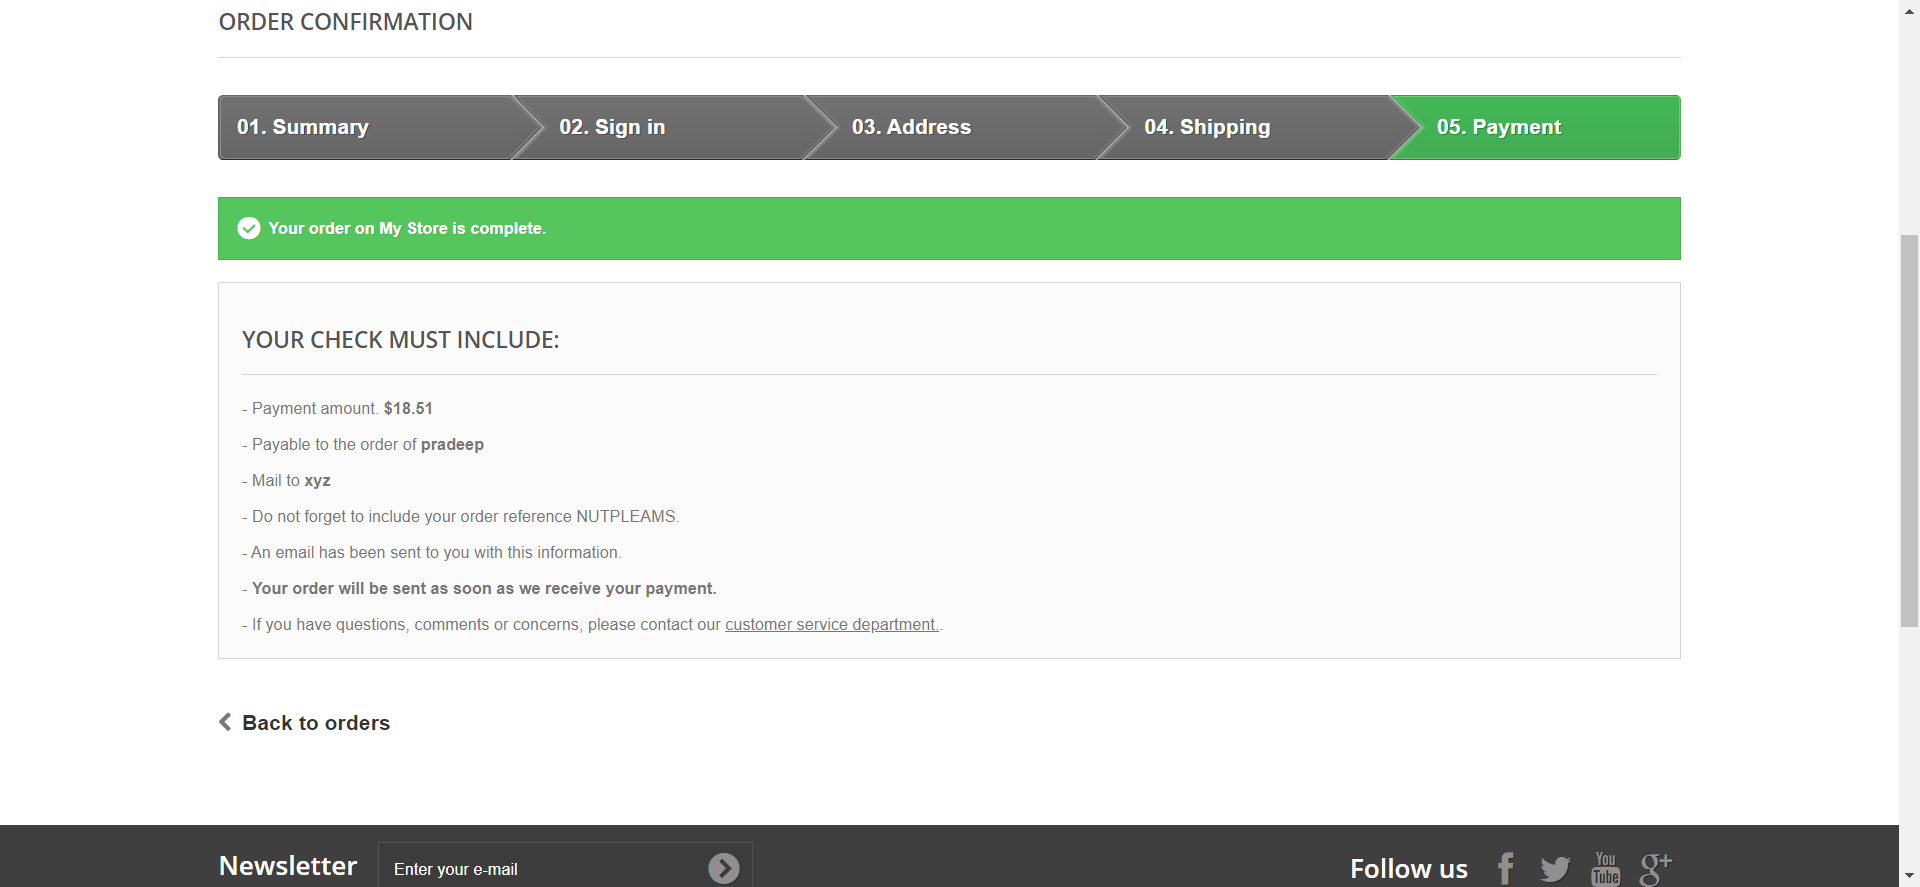 ORDER CONFIRMATION
01. Summary
02. Sign in
03. Address
04. Shipping
05. Payment
Your order on My Store is complete.
YOUR CHECK MUST INCLUDE:
- Payment amount. $18.51
- Payable to the order of pradeep
- Mail to xyz
- Do not forget to include your order reference NUTPLEAMS.
- An email has been sent to you with this information.
- Your order will be sent as soon as we receive your payment.
- If you have questions, comments or concerns, please contact our customer service department..
Back to orders
Newsletter
Enter your e-mail
Follow us
You
Tube
g+